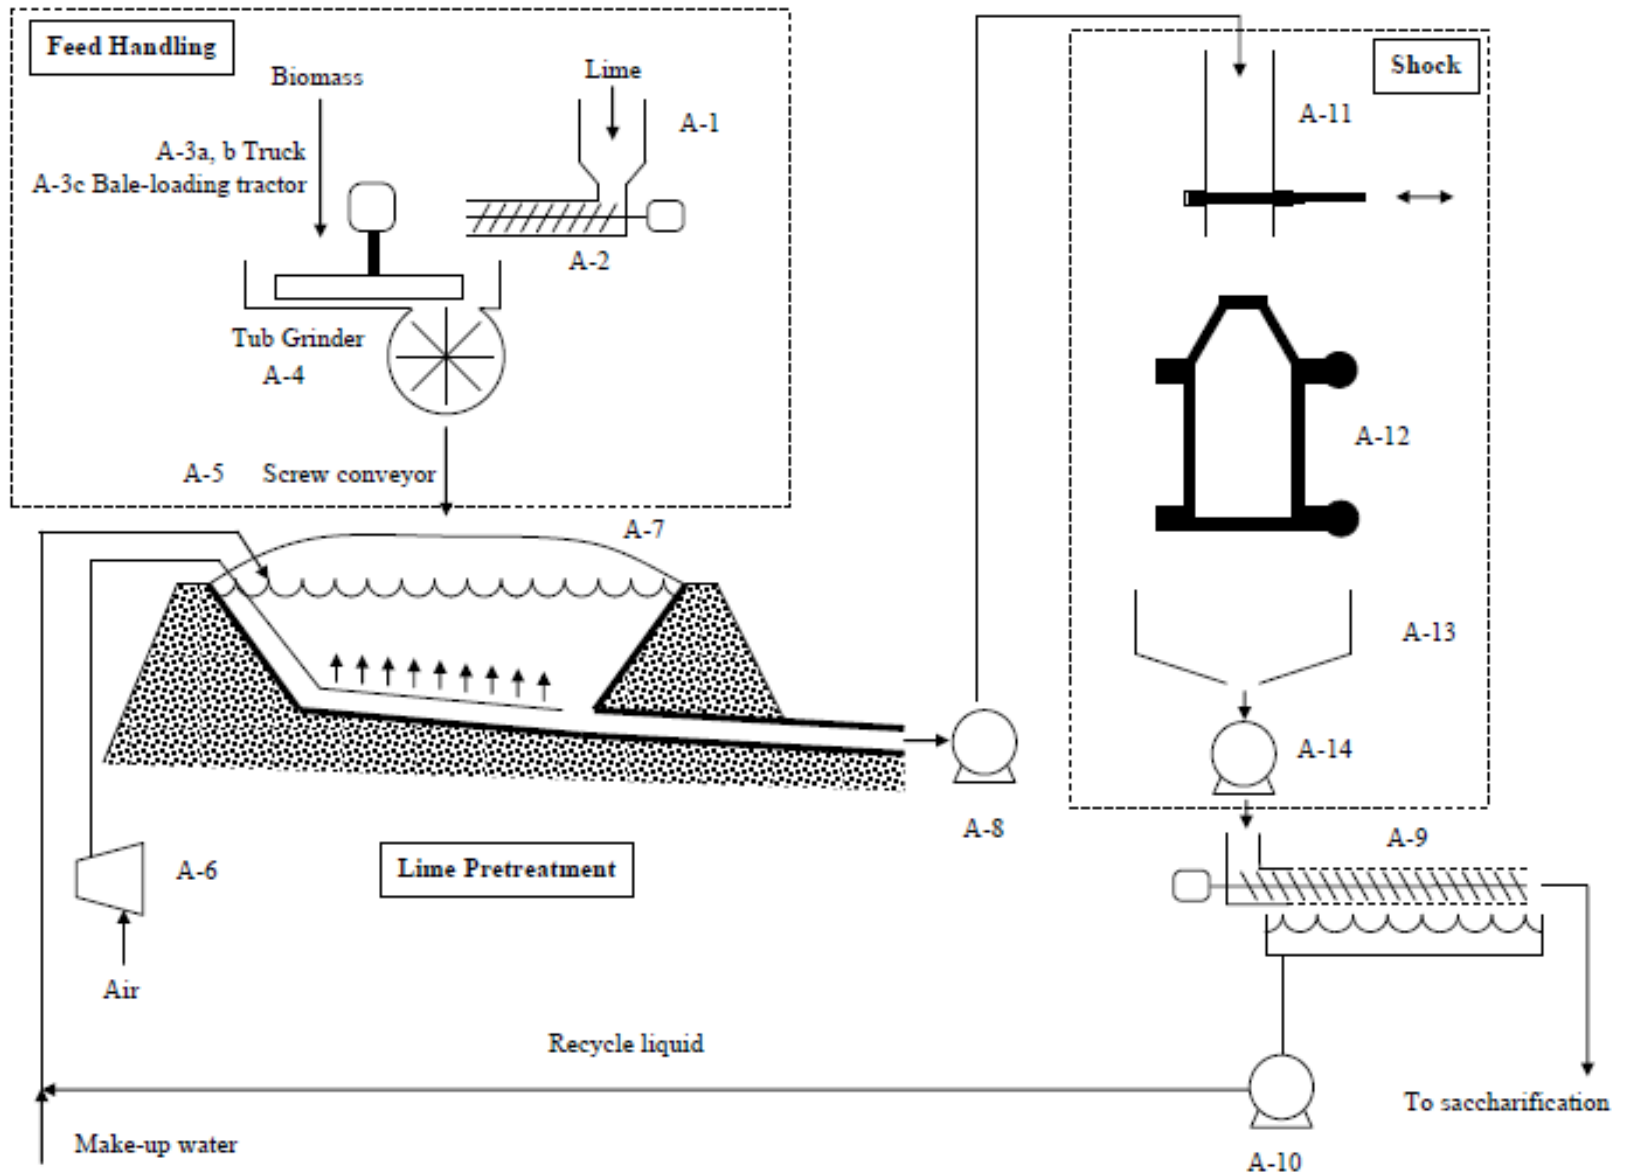 Feed Handling
Biomass
Lime
A-1
A-3a, b Truck
A-3c Bale-loading tractor
A-2
Tub Grinder
A-4
A-5 Screw conveyor
A-7
A-6
Air
Lime Pretreatment
A-8
Shock
A-11
A-12
A-13
A-14
A-9
Recycle liquid
To saccharification
Make-up water
A-10